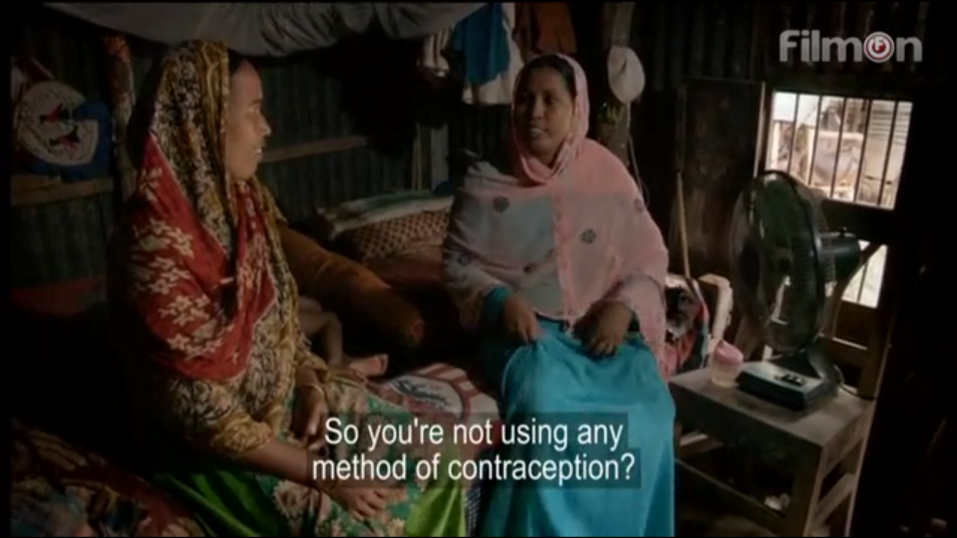 FilmOn
So you're not using any
method of contraception?